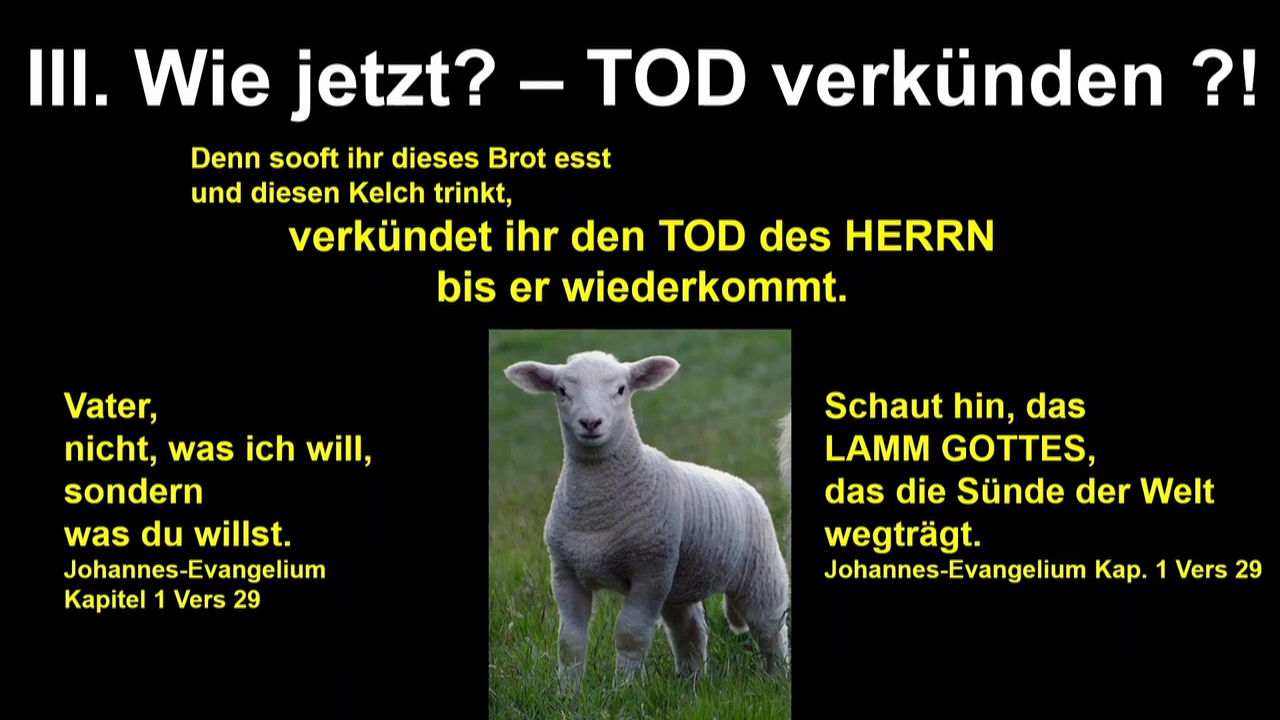 III. Wie jetzt? – TOD verkünden ?!
Denn sooft ihr dieses Brot esst
und diesen Kelch trinkt,
verkündet ihr den TOD des HERRN
bis er wiederkommt.
Vater,
nicht, was ich will,
sondern
was du willst.
Johannes-Evangelium
Kapitel 1 Vers 29
Schaut hin, das
LAMM GOTTES,
das die Sünde der Welt
wegträgt.
Johannes-Evangelium Kap. 1 Vers 29